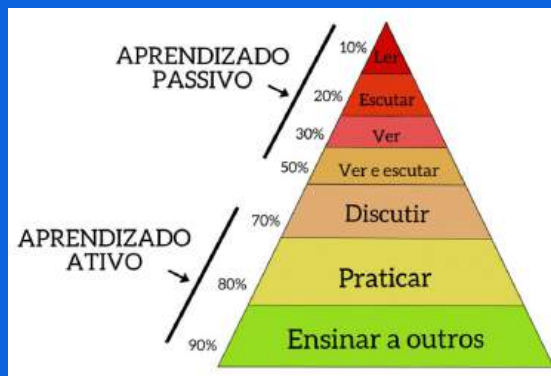 APRENDIZADO
PASSIVO
10%
Ler
20%
Escutar
30%
Ver
50%
Ver e escutar
APRENDIZADO
ATIVO
70%
Discutir
80%
Praticar
90%
Ensinar a outros